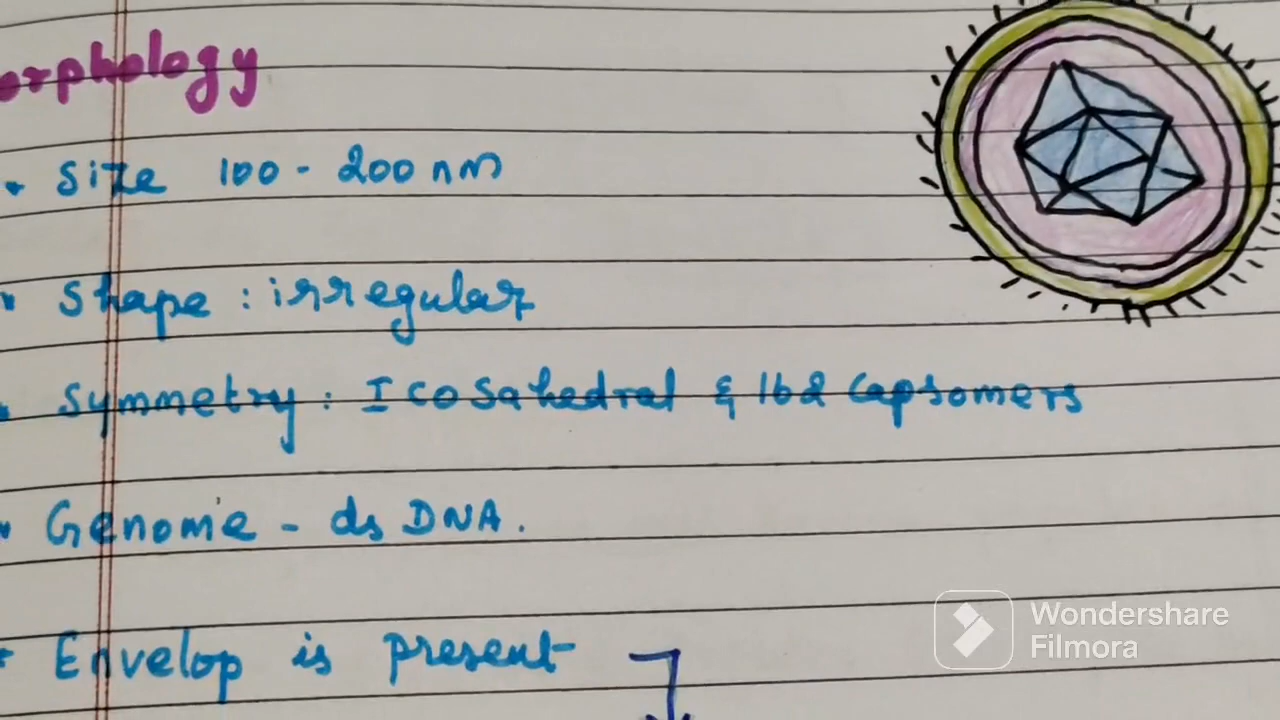 orphology
• Size 100 - 200 nm
• Shape : irregular
• Symmetry : Icosahedral & 162 Capsomers
• Genome - ds DNA.
• Envelop is present
Wondershare
Filmora